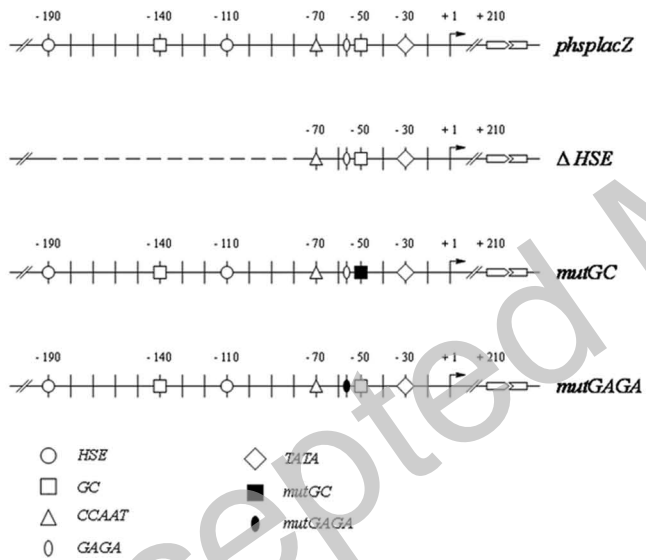 - 190 - 140 - 110 - 70 - 50 - 30 + 1 + 210
phsplacZ
- 70 - 50 - 30 + 1 + 210
Δ HSE
- 190 - 140 - 110 - 70 - 50 - 30 + 1 + 210
mutGC
- 190 - 140 - 110 - 70 - 50 - 30 + 1 + 210
mutGAGA
HSE TATA
GC mutGC
CCAAT mutGAGA
GAGA
epted